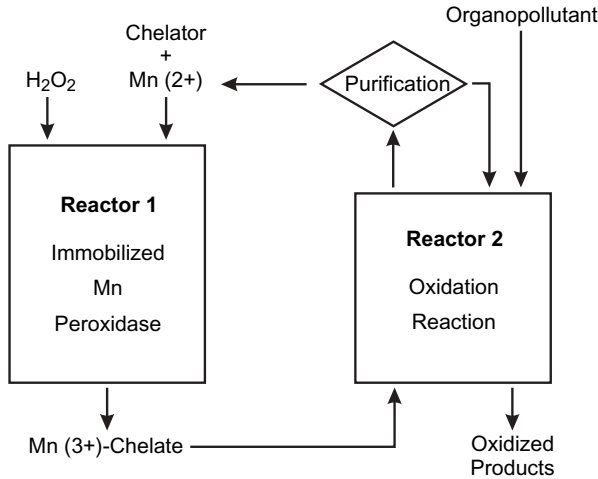 Organopollutant
Chelator
+
Mn (2+)
H₂O₂
Purification
Reactor 1
Immobilized
Mn
Peroxidase
Reactor 2
Oxidation
Reaction
Mn (3+)-Chelate
Oxidized
Products